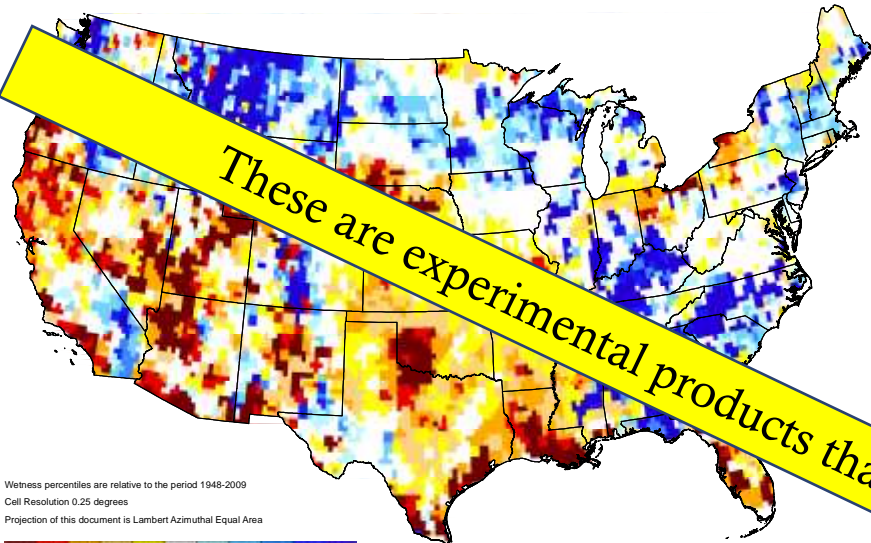 These are experimental products tha
Wetness percentiles are relative to the period 1948-2009
Cell Resolution 0.25 degrees
Projection of this document is Lambert Azimuthal Equal Area